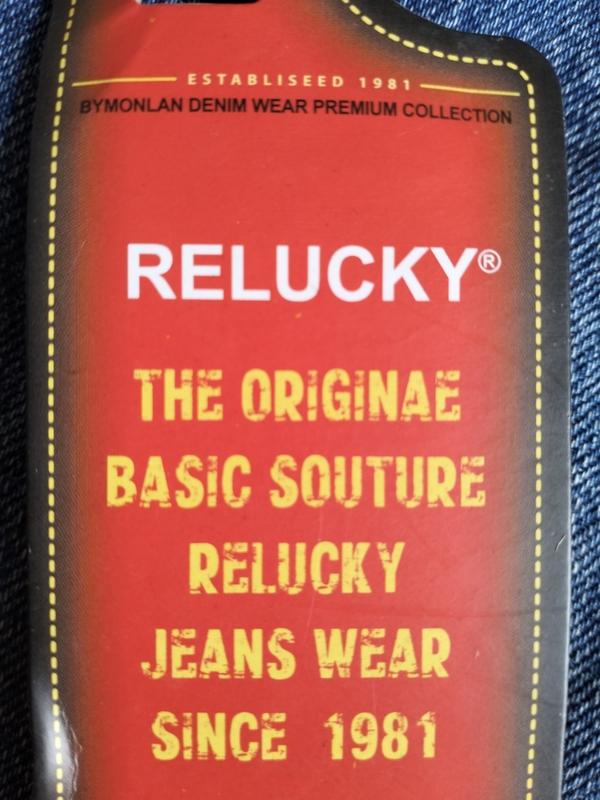 ESTABLISEED 1981
BYMONLAN DENIM WEAR PREMIUM COLLECTION
RELUCKY®
THE ORIGINAE
BASIC SOUTURE
RELUCKY
JEANS WEAR
SINCE 1981